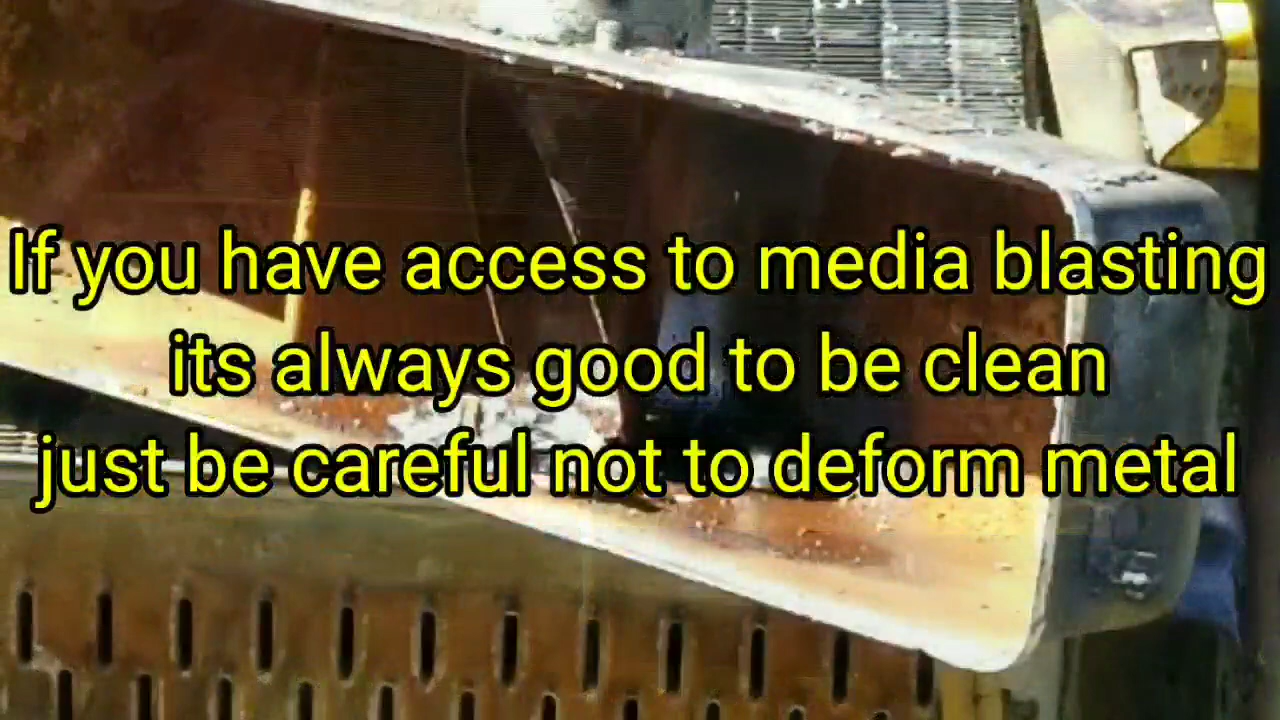 If you have access to media blasting
its always good to be clean
just be careful not to deform metal